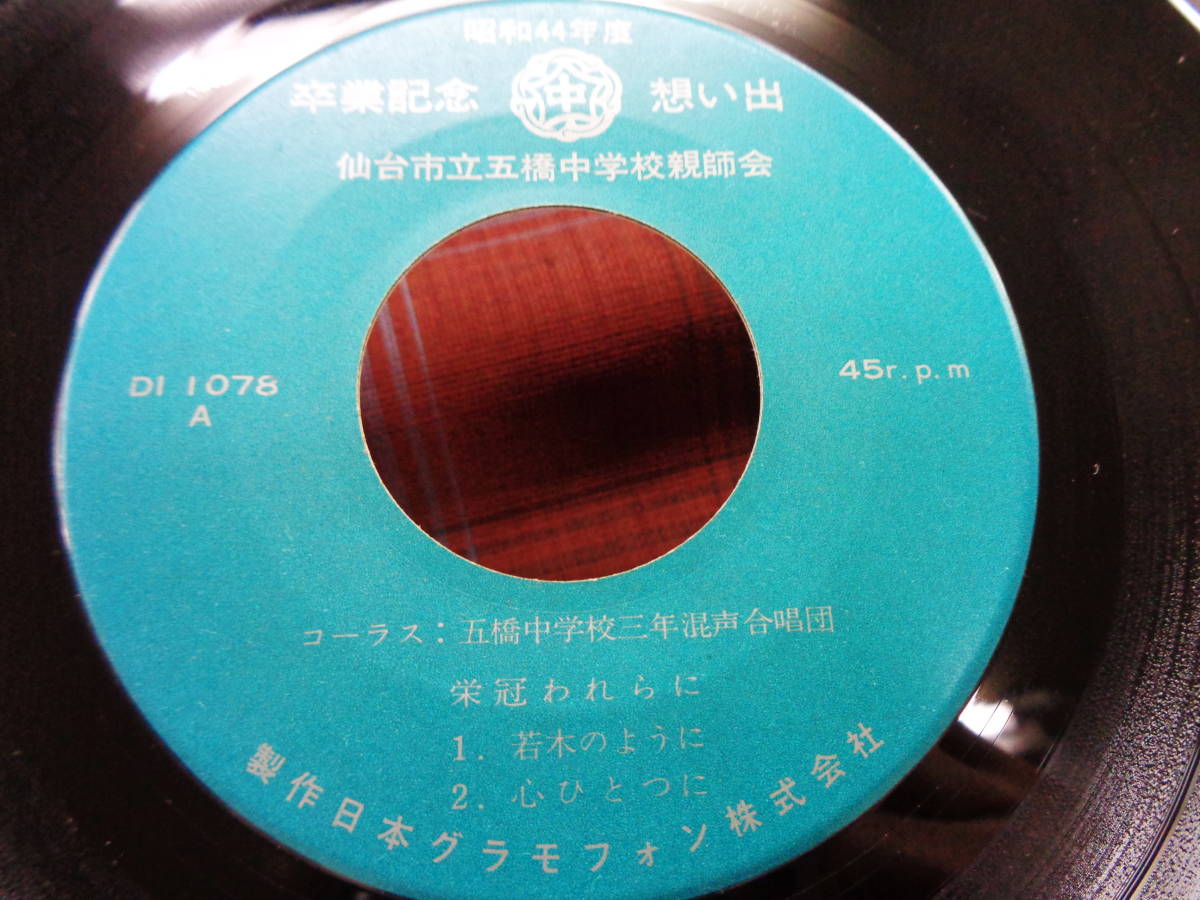 昭和44年度
卒業記念 中 想い出
仙台市立五橋中学校親師会
DI 1078
A
45r.p.m
コーラス：五橋中学校三年混声合唱団
栄冠われらに
1. 若木のように
2. 心ひとつに
製作日本グラモフォン株式会社